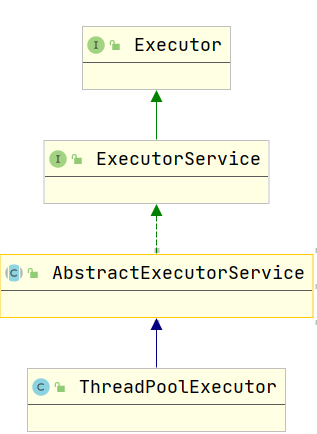 I Executor
I ExecutorService
C AbstractExecutorService
C ThreadPoolExecutor